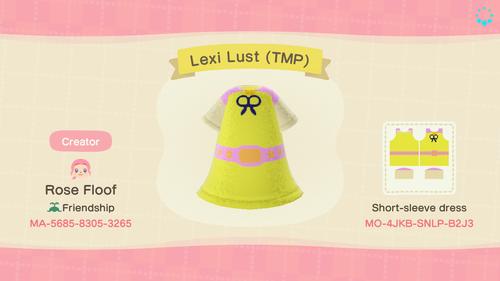 Lexi Lust (TMP)
Creator
Rose Floof
Friendship
MA-5685-8305-3265
Short-sleeve dress
MO-4JKB-SNLP-B2J3